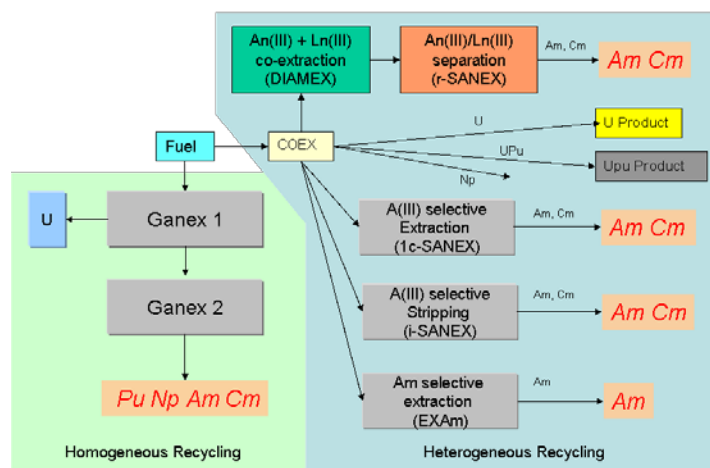 An(III) + Ln(III)
co-extraction
(DIAMEX)
An(III)/Ln(III)
separation
(r-SANEX)
Am, Cm
Am Cm
U
U Product
Fuel
COEX
UPu
Upu Product
Np
U
Ganex 1
A(III) selective
Extraction
(1c-SANEX)
Am, Cm
Am Cm
Ganex 2
A(III) selective
Stripping
(i-SANEX)
Am, Cm
Am Cm
Pu Np Am Cm
Am selective
extraction
(EXAm)
Am
Am
Homogeneous Recycling
Heterogeneous Recycling